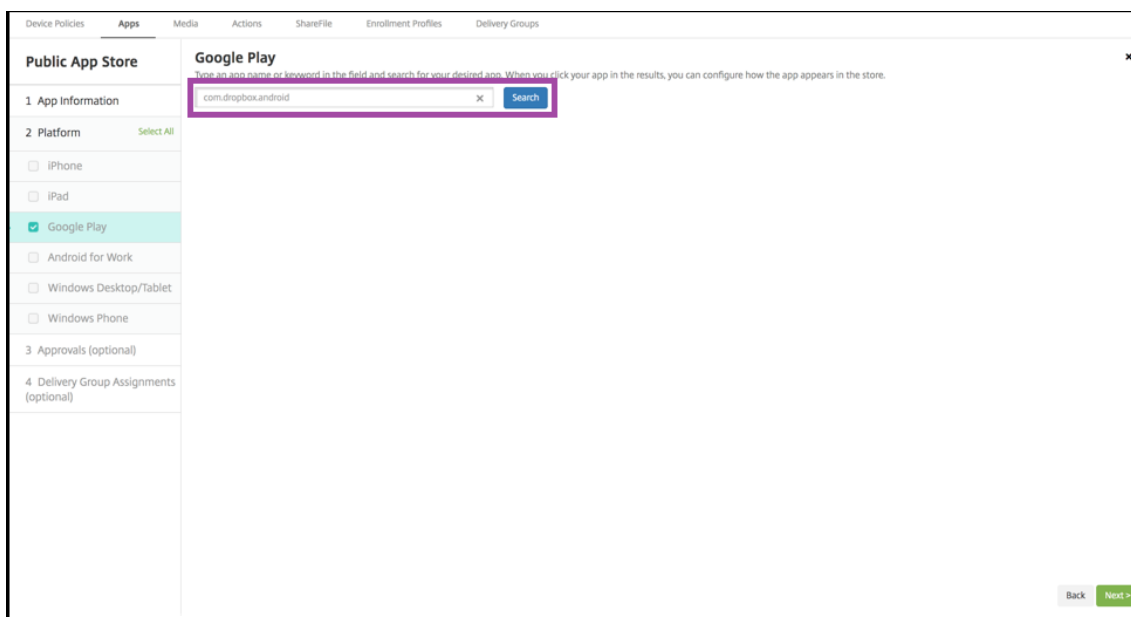 Device Policies Apps Media Actions ShareFile Enrollment Profiles Delivery Groups
Public App Store
1 App Information
2 Platform Select All
iPhone
iPad
Google Play
Android for Work
Windows Desktop/Tablet
Windows Phone
3 Approvals (optional)
4 Delivery Group Assignments
(optional)
Google Play
Type an app name or keyword in the field and search for your desired app. When you click your app in the results, you can configure how the app appears in the store.
com.dropbox.android Search
Back Next >